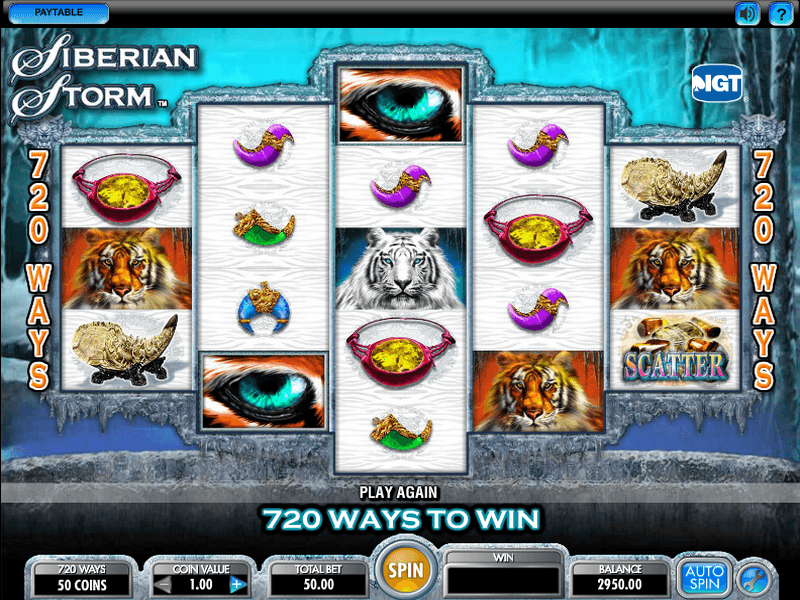 PAYTABLE
?
SIBERIAN
STORM™
IGT®
720 WAYS
720 WAYS
SCATTER
PLAY AGAIN
720 WAYS TO WIN
720 WAYS
50 COINS
COIN VALUE
1.00 +
TOTAL BET
50.00
SPIN
WIN
BALANCE
2950.00
AUTO
SPIN